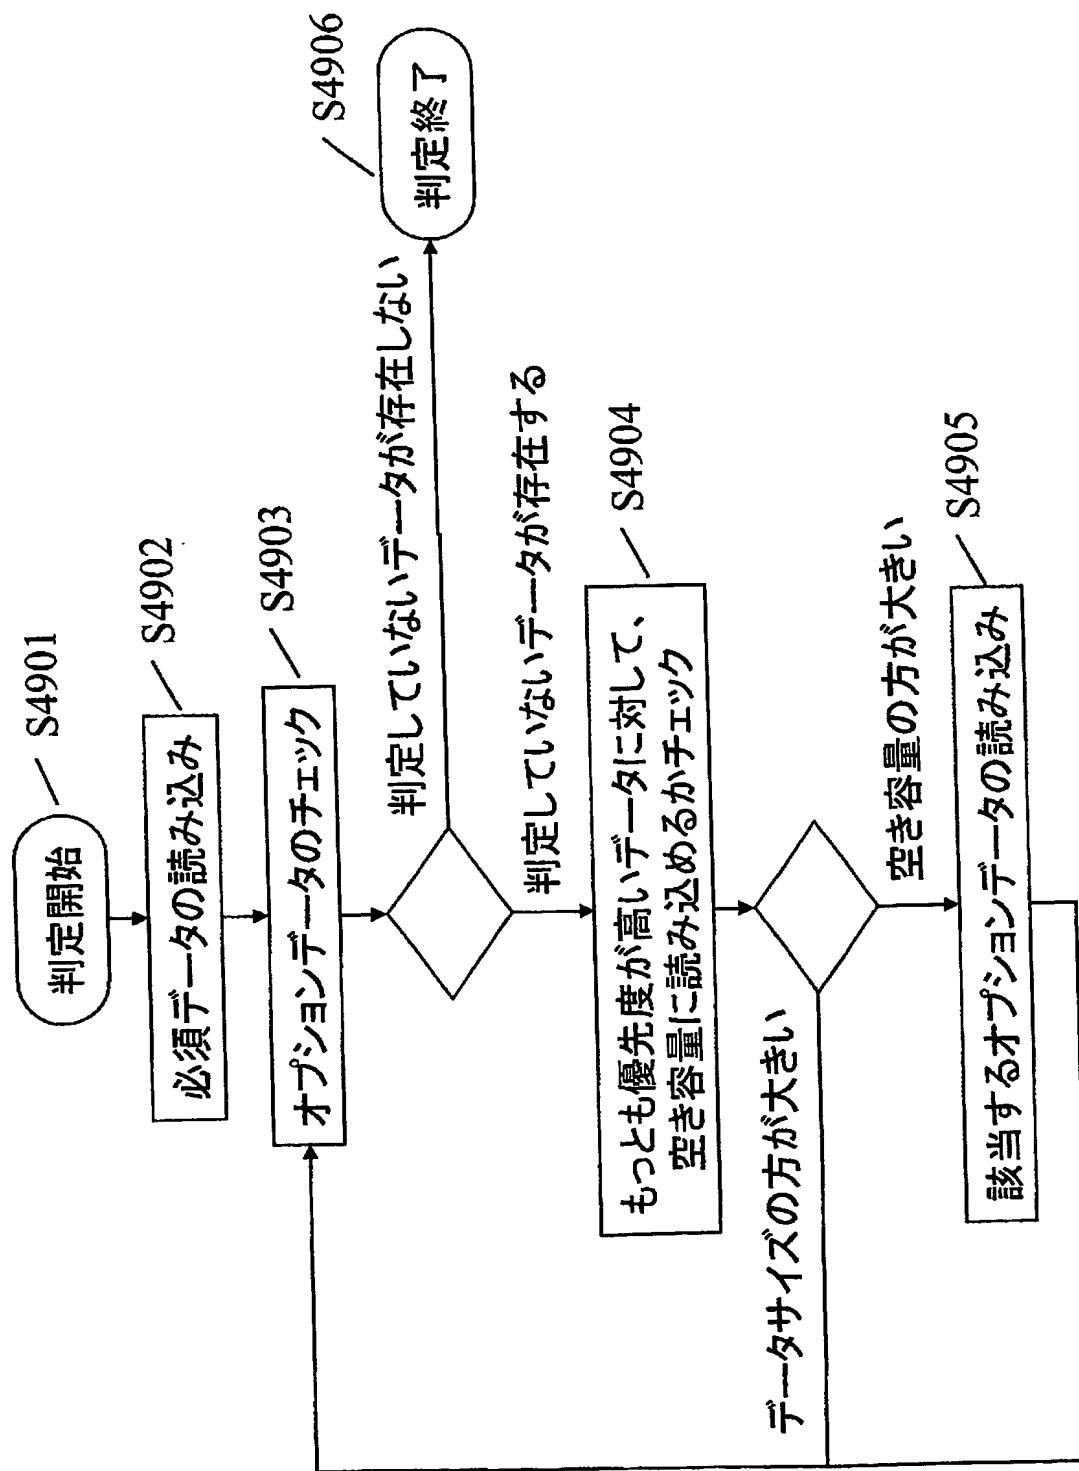 判定開始
S4901
必須データの読み込み
S4902
オプションデータのチェック
S4903
判定していないデータが存在しない
判定終了
S4906
判定していないデータが存在する
もっとも優先度が高いデータに対して、
空き容量に読み込めるかチェック
S4904
データサイズの方が大きい
空き容量の方が大きい
該当するオプションデータの読み込み
S4905